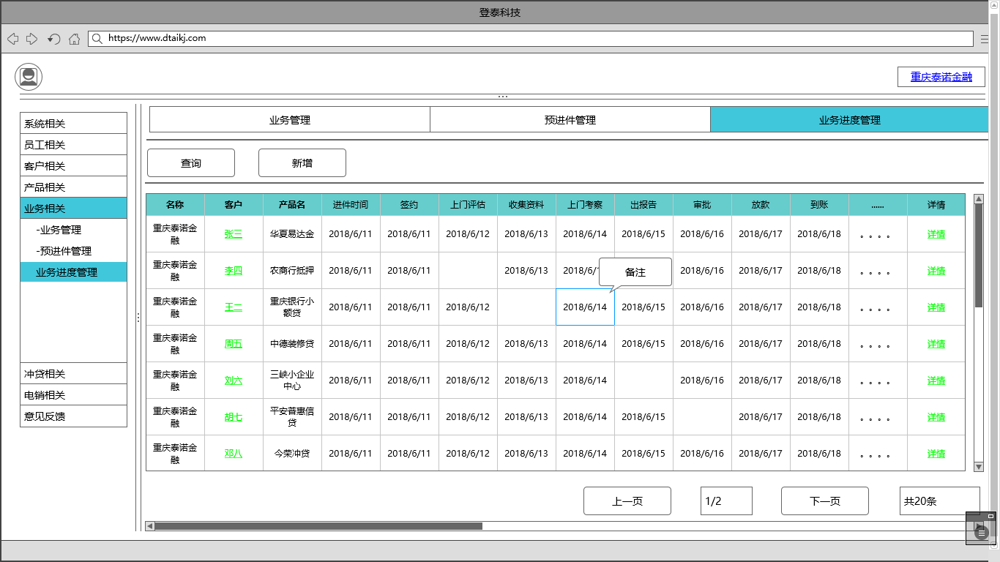 登泰科技
https://www.dtaikj.com
重庆泰诺金融
系统相关
员工相关
客户相关
产品相关
业务相关
-业务管理
-预进件管理
业务进度管理
冲贷相关
电销相关
意见反馈
业务管理 预进件管理 业务进度管理
查询 新增
名称 客户 产品名 进件时间 签约 上门评估 收集资料 上门考察 出报告 审批 放款 到账 ...... 详情
重庆泰诺金融 张三 华夏易达金 2018/6/11 2018/6/11 2018/6/12 2018/6/13 2018/6/14 2018/6/15 2018/6/16 2018/6/17 2018/6/18 。。。。 详情
重庆泰诺金融 李四 农商行抵押 2018/6/11 2018/6/11 2018/6/13 2018/6/ 2018/6/16 2018/6/17 2018/6/18 。。。。 详情
备注
重庆泰诺金融 王二 重庆银行小额贷 2018/6/11 2018/6/11 2018/6/12 2018/6/14 2018/6/15 2018/6/16 2018/6/17 2018/6/18 。。。。 详情
重庆泰诺金融 周五 中德装修贷 2018/6/11 2018/6/11 2018/6/12 2018/6/13 2018/6/14 2018/6/15 2018/6/16 2018/6/17 2018/6/18 。。。。 详情
重庆泰诺金融 刘六 三峡小企业中心 2018/6/11 2018/6/11 2018/6/12 2018/6/13 2018/6/14 2018/6/16 2018/6/17 2018/6/18 。。。。 详情
重庆泰诺金融 胡七 平安普惠信贷 2018/6/11 2018/6/11 2018/6/12 2018/6/13 2018/6/14 2018/6/15 2018/6/17 2018/6/18 。。。。 详情
重庆泰诺金融 邓八 今荣冲贷 2018/6/11 2018/6/11 2018/6/12 2018/6/13 2018/6/14 2018/6/15 2018/6/16 2018/6/17 2018/6/18 。。。。 详情
上一页 1/2 下一页 共20条